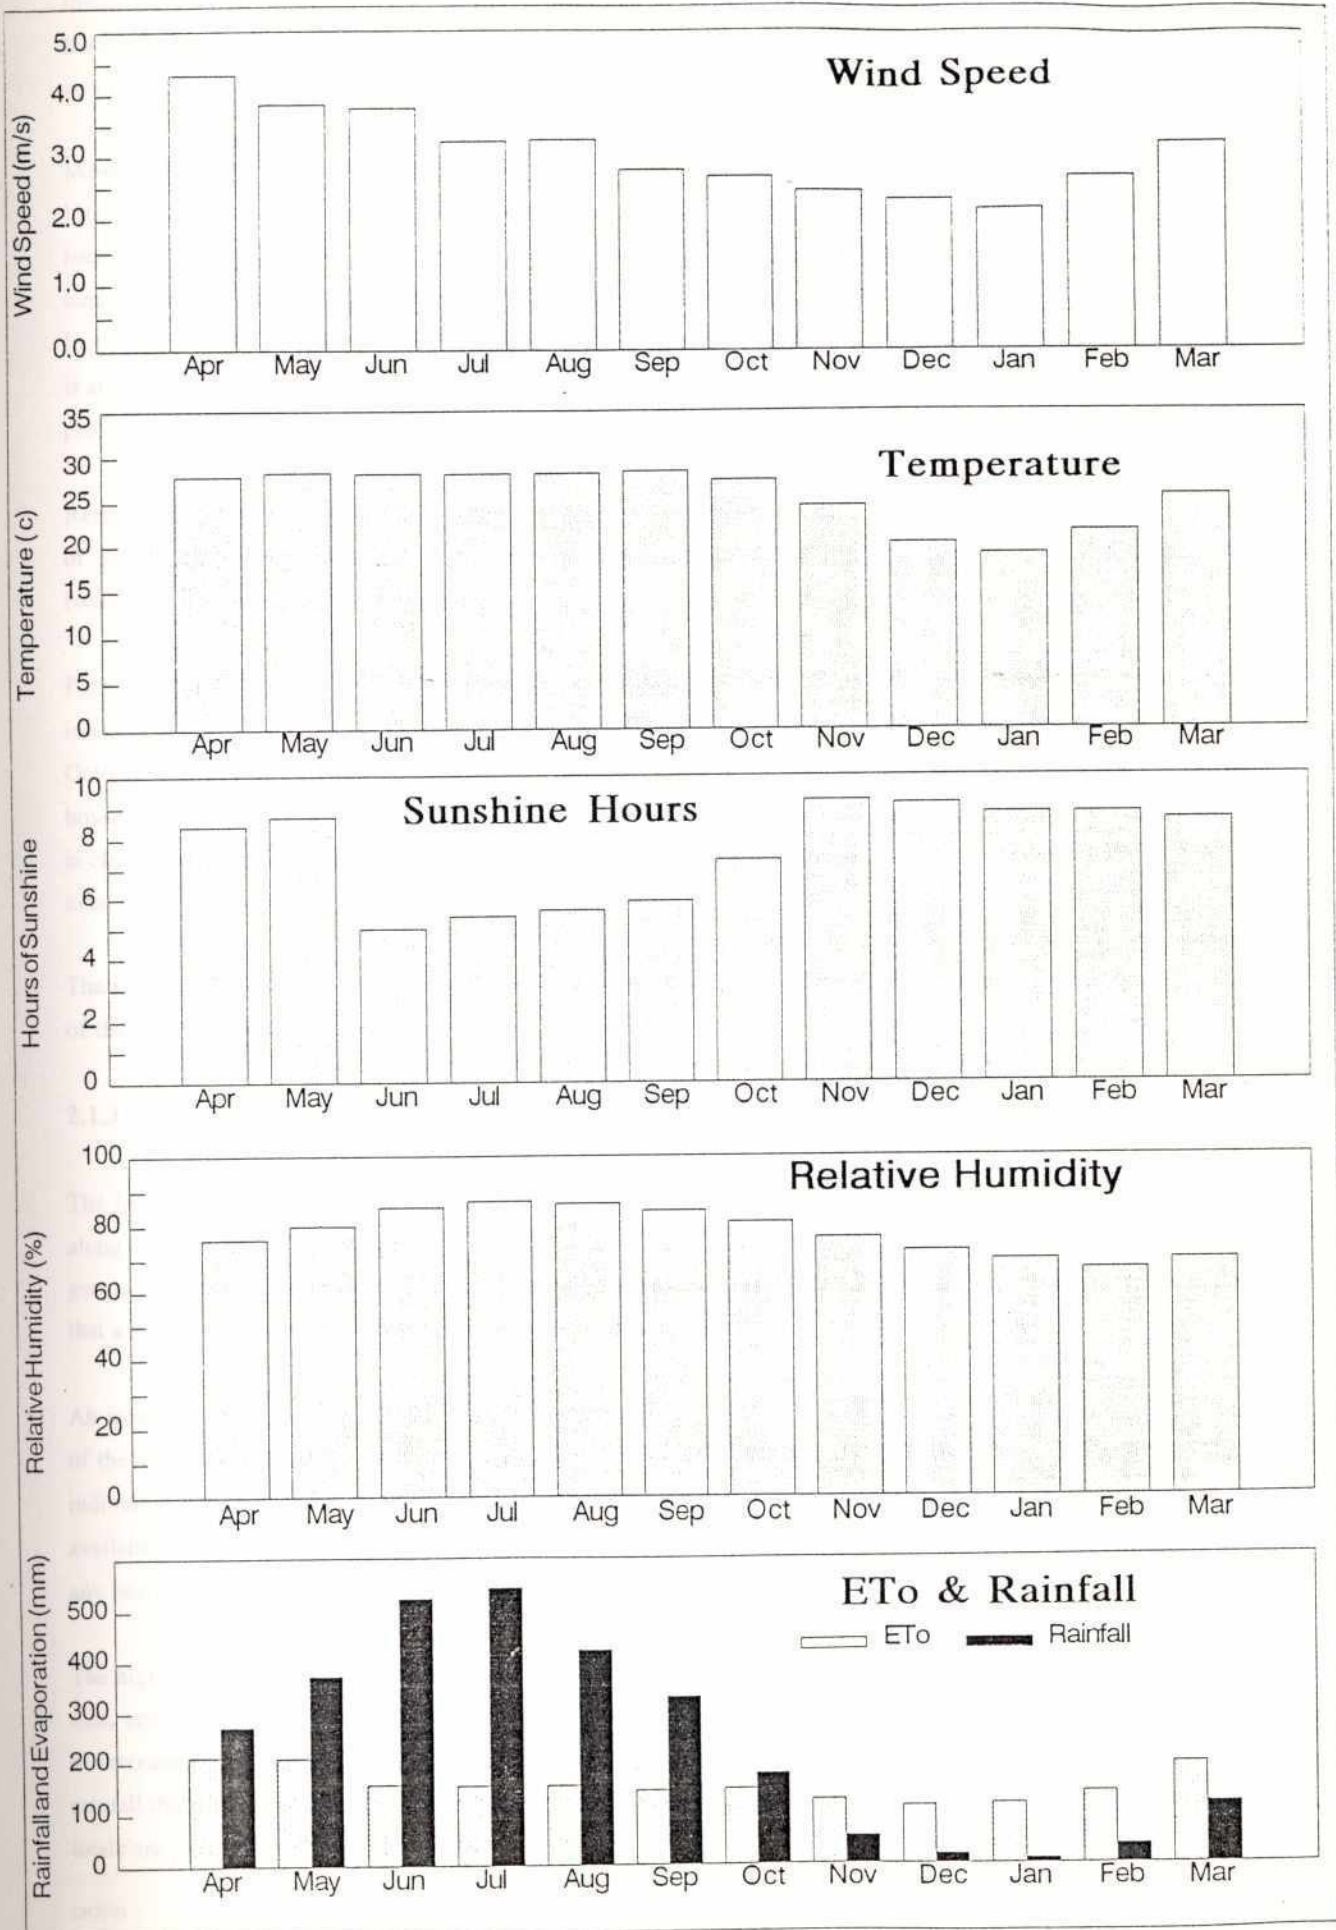 Wind Speed
Wind Speed (m/s)
5.0
4.0
3.0
2.0
1.0
0.0
Apr May Jun Jul Aug Sep Oct Nov Dec Jan Feb Mar
Temperature
Temperature (c)
35
30
25
20
15
10
5
0
Apr May Jun Jul Aug Sep Oct Nov Dec Jan Feb Mar
Sunshine Hours
Hours of Sunshine
10
8
6
4
2
0
Apr May Jun Jul Aug Sep Oct Nov Dec Jan Feb Mar
Relative Humidity
Relative Humidity (%)
100
80
60
40
20
0
Apr May Jun Jul Aug Sep Oct Nov Dec Jan Feb Mar
ETo & Rainfall
ETo Rainfall
Rainfall and Evaporation (mm)
500
400
300
200
100
0
Apr May Jun Jul Aug Sep Oct Nov Dec Jan Feb Mar
2.1.3